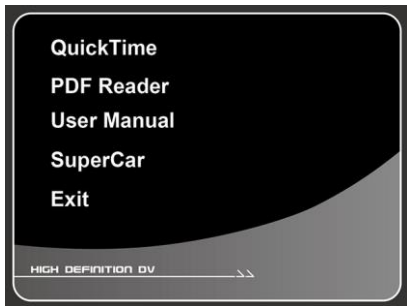 QuickTime
PDF Reader
User Manual
SuperCar
Exit
HIGH DEFINITION DV >>